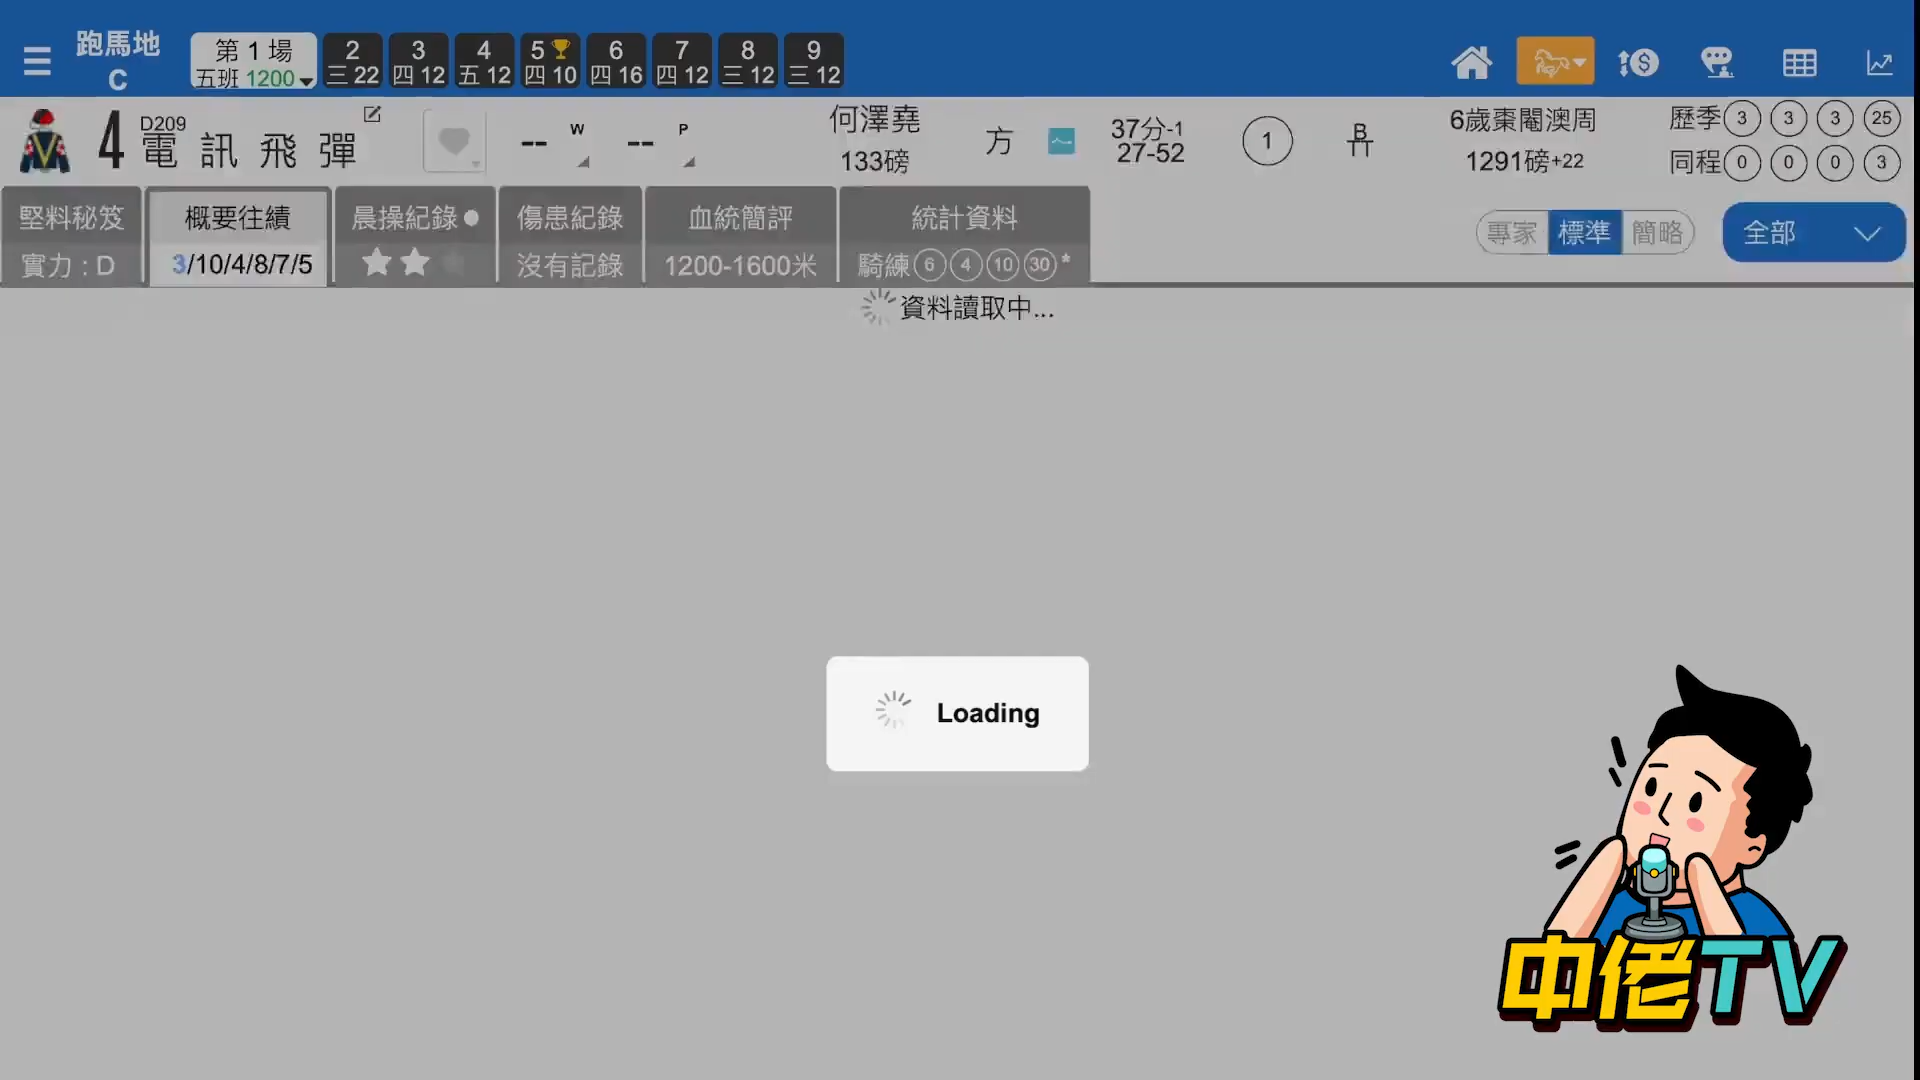 跑馬地
C
第 1 場
五班 1200
2
三 22
3
四 12
4
五 12
5
四 10
6
四 16
7
四 12
8
三 12
9
三 12
4
D209
電訊飛彈
-- W
-- P
何澤堯
133磅
方
37分-1
27-52
1
B
6歲棗閹澳周
1291磅+22
歷季 3 3 3 25
同程 0 0 0 3
堅料秘笈
實力 : D
概要往績
3/10/4/8/7/5
晨操紀錄
傷患紀錄
沒有記錄
血統簡評
1200-1600米
統計資料
騎練 6 4 10 30 *
專家
標準
簡略
全部
資料讀取中...
Loading
中佬TV